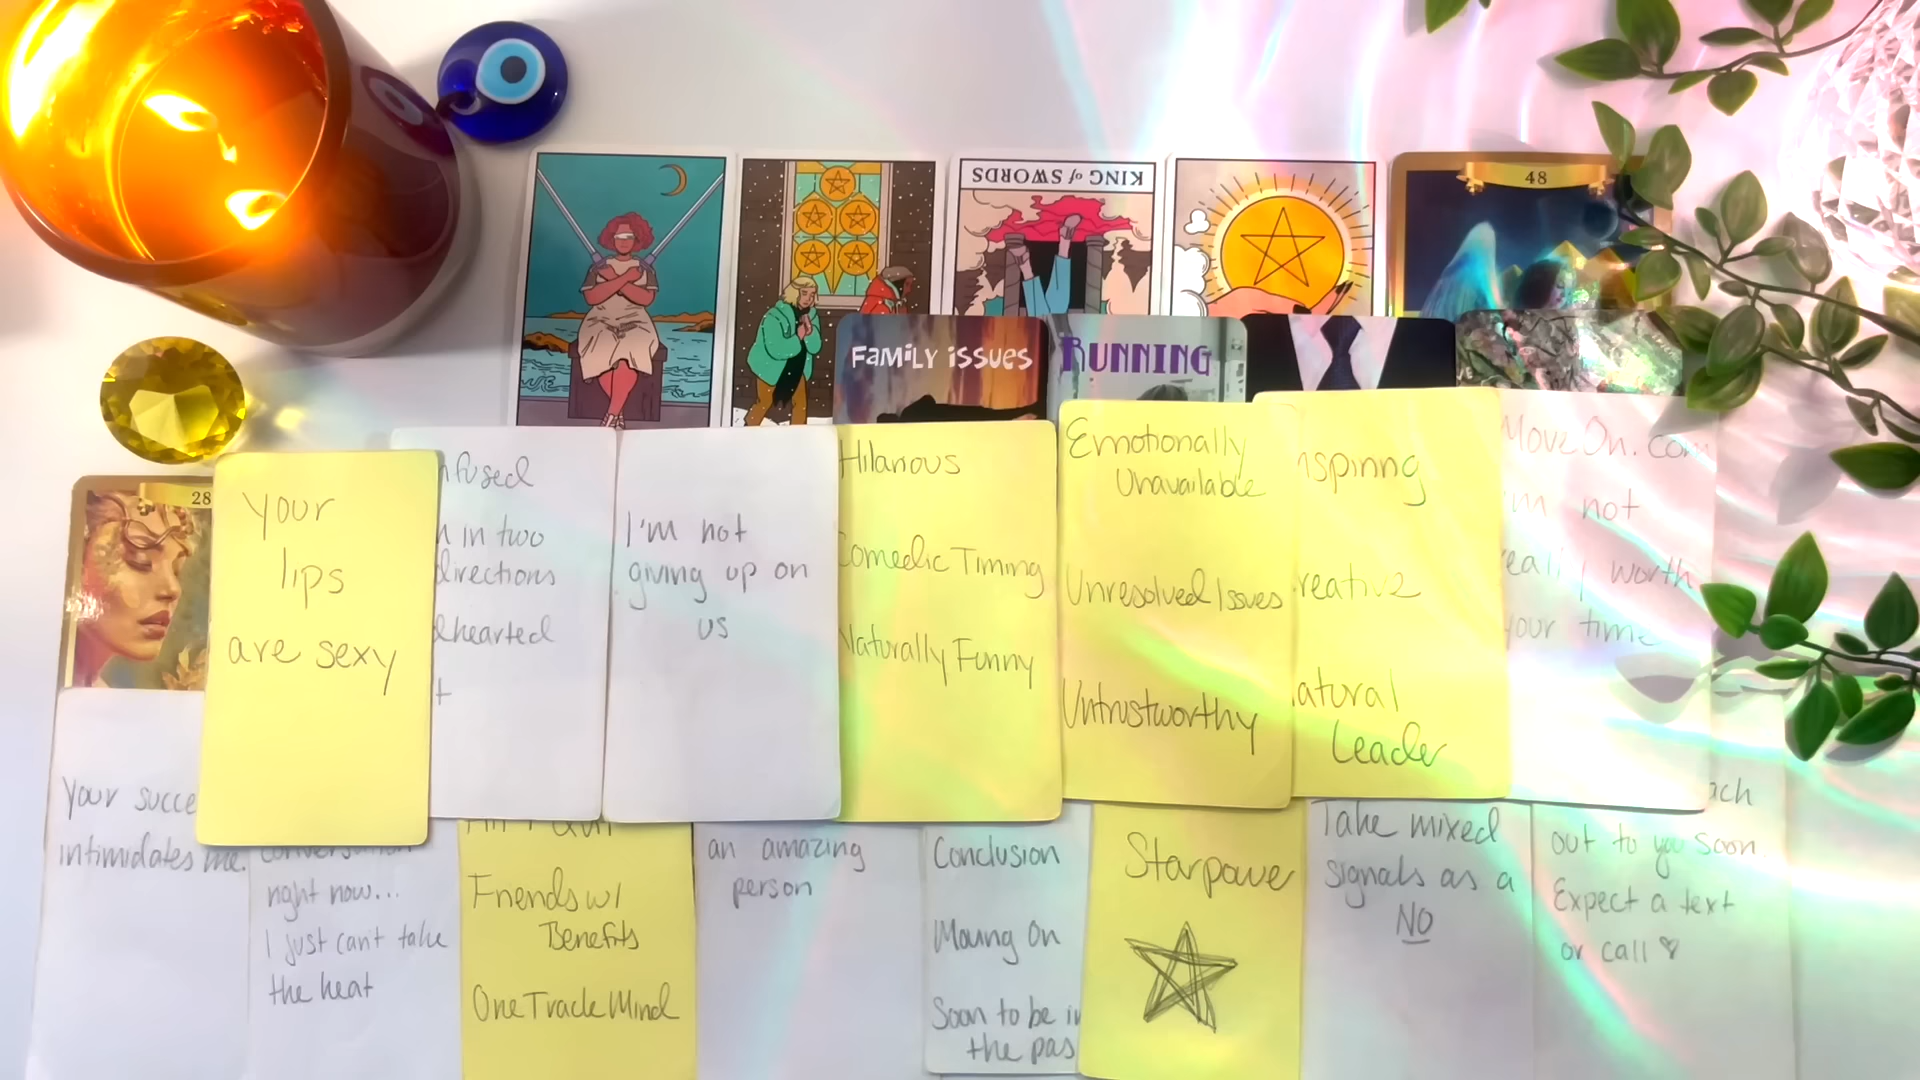 KING of SWORDS
48
FAMiLY iSSUES
RUNNING
28
Your
lips
are sexy
in two
directions
I'm not
giving up on
us
Hilarious
Comedic Timing
Naturally Funny
Emotionally
Unavailable
Unresolved Issues
Untrustworthy
MoveOn.com
not
worth
your time
Leader
Your
intimidates me.
right now...
I just can't take
the heat
Friends w/
Benefits
One Track Mind
an amazing
person
Conclusion
Moving On
Soon to be
the
Starpower
Take mixed
signals as a
NO
out to you soon
Expect a text
or call